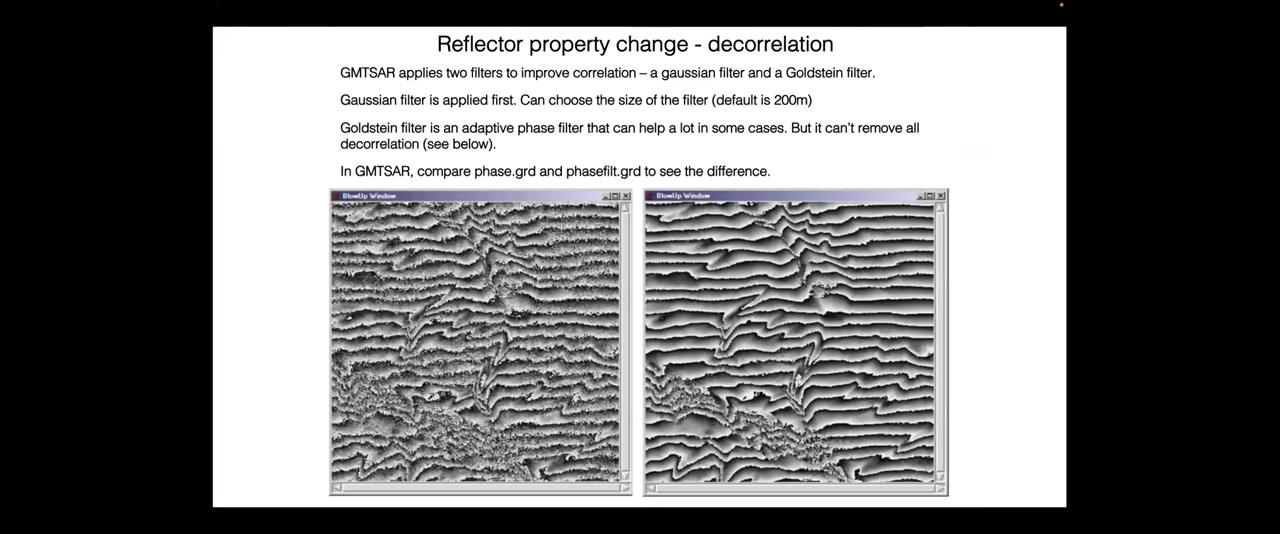 Reflector property change - decorrelation
GMTSAR applies two filters to improve correlation – a gaussian filter and a Goldstein filter.
Gaussian filter is applied first. Can choose the size of the filter (default is 200m)
Goldstein filter is an adaptive phase filter that can help a lot in some cases. But it can’t remove all
decorrelation (see below).
In GMTSAR, compare phase.grd and phasefilt.grd to see the difference.
BlowUp Window
BlowUp Window